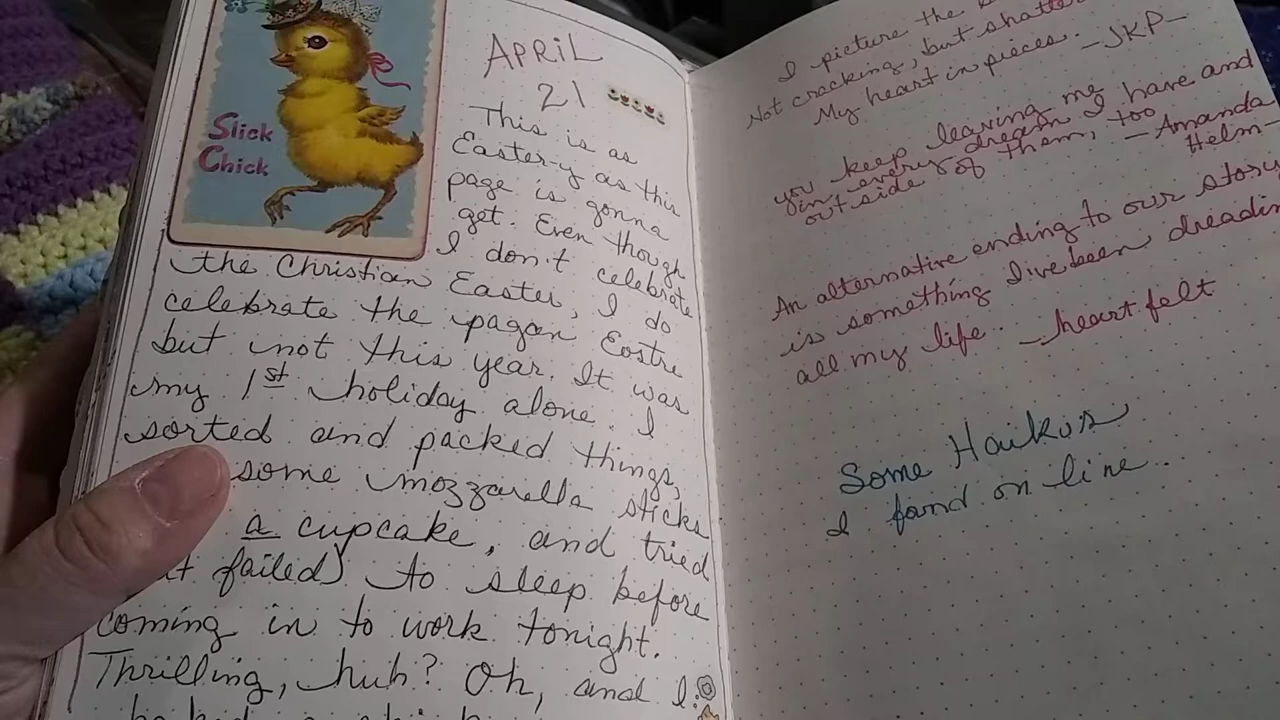 Slick
Chick
APRIL
21
This is as
Easter-y as this
page is gonna
get. Even though
I don't celebrate
the Christian Easter, I do
celebrate the pagan Eostre
but not this year. It was
my 1st holiday alone. I
sorted and packed things,
some mozzarella sticks
a cupcake, and tried
failed) to sleep before
coming in to work tonight.
Thrilling, huh? Oh, and I
I picture the
Not cracking, but shatte
My heart in pieces. -JKP-
you keep leaving me
in every dream I have and
outside of them, too
-Amanda
Helm-
An alternative ending to our story
is something I've been dreadin
all my life. -heart felt
Some Haikus
I found on line..